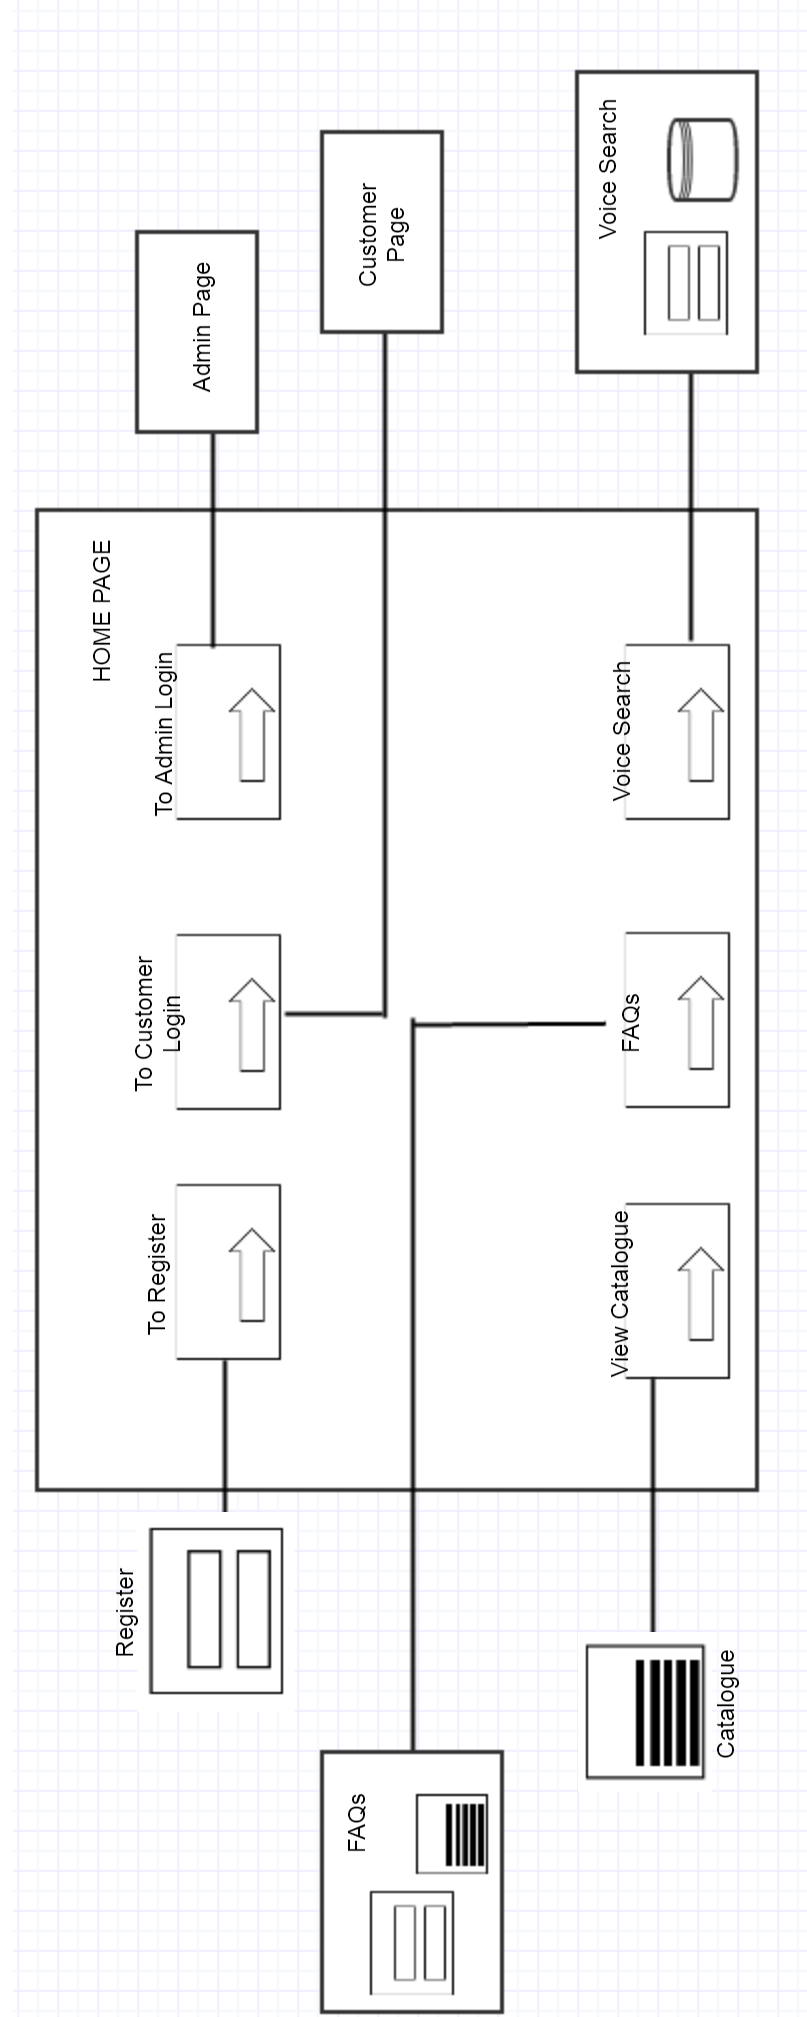 HOME PAGE
Register
To Register
To Customer
Login
To Admin Login
Admin Page
Customer
Page
FAQs
View Catalogue
FAQs
Voice Search
Voice Search
Catalogue